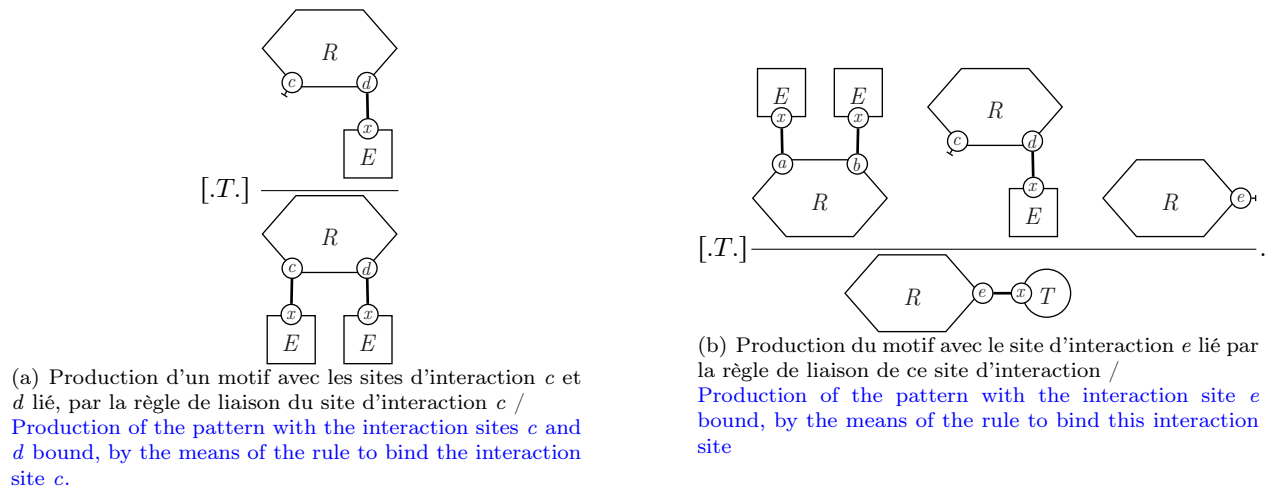 R
c d
x
E
[.T.]
R
c d
x x
E E
(a) Production d'un motif avec les sites d'interaction c et
d lié, par la règle de liaison du site d'interaction c /
Production of the pattern with the interaction sites c and
d bound, by the means of the rule to bind the interaction
site c.
E E
x x
a b
R
R
c d
x
E
R e
[.T.] .
R e x T
(b) Production du motif avec le site d'interaction e lié par
la règle de liaison de ce site d'interaction /
Production of the pattern with the interaction site e
bound, by the means of the rule to bind this interaction
site